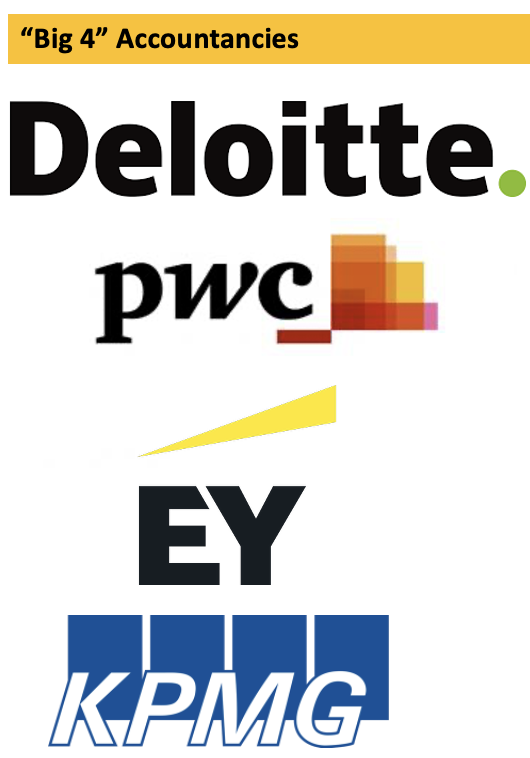 “Big 4” Accountancies
Deloitte.
pwc
EY
KPMG